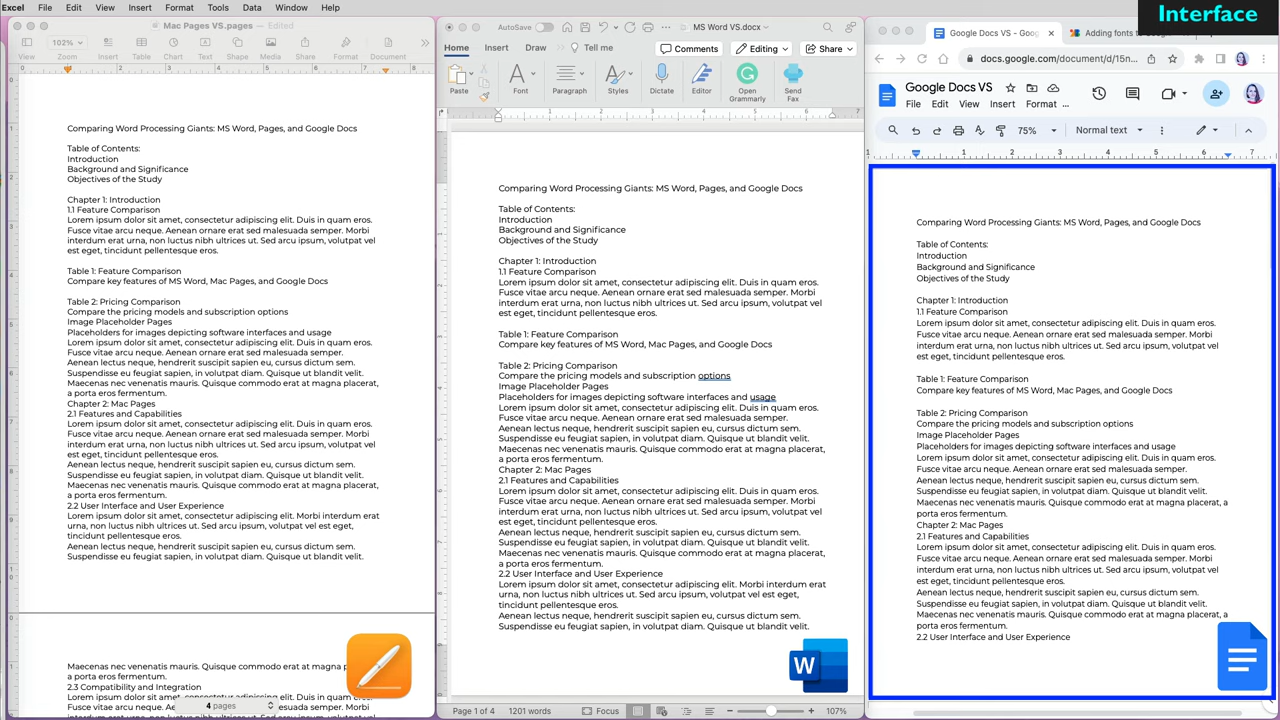 Excel File Edit View Insert Format Tools Data Window Help
Interface
Mac Pages VS.pages — Edited
102%
View Zoom Insert Table Chart Text Shape Media Share Format
0 2 3 4 5 6 7 8
Comparing Word Processing Giants: MS Word, Pages, and Google Docs
Table of Contents:
Introduction
Background and Significance
Objectives of the Study
Chapter 1: Introduction
1.1 Feature Comparison
Lorem ipsum dolor sit amet, consectetur adipiscing elit. Duis in quam eros.
Fusce vitae arcu neque. Aenean ornare erat sed malesuada semper. Morbi
interdum erat urna, non luctus nibh ultrices ut. Sed arcu ipsum, volutpat vel
est eget, tincidunt pellentesque eros.
Table 1: Feature Comparison
Compare key features of MS Word, Mac Pages, and Google Docs
Table 2: Pricing Comparison
Compare the pricing models and subscription options
Image Placeholder Pages
Placeholders for images depicting software interfaces and usage
Lorem ipsum dolor sit amet, consectetur adipiscing elit. Duis in quam eros.
Fusce vitae arcu neque. Aenean ornare erat sed malesuada semper.
Aenean lectus neque, hendrerit suscipit sapien eu, cursus dictum sem.
Suspendisse eu feugiat sapien, in volutpat diam. Quisque ut blandit velit.
Maecenas nec venenatis mauris. Quisque commodo erat at magna placerat,
a porta eros fermentum.
Chapter 2: Mac Pages
2.1 Features and Capabilities
Lorem ipsum dolor sit amet, consectetur adipiscing elit. Duis in quam eros.
Fusce vitae arcu neque. Aenean ornare erat sed malesuada semper. Morbi
interdum erat urna, non luctus nibh ultrices ut. Sed arcu ipsum, volutpat vel
est eget, tincidunt pellentesque eros.
Aenean lectus neque, hendrerit suscipit sapien eu, cursus dictum sem.
Suspendisse eu feugiat sapien, in volutpat diam. Quisque ut blandit velit.
Maecenas nec venenatis mauris. Quisque commodo erat at magna placerat,
a porta eros fermentum.
2.2 User Interface and User Experience
Lorem ipsum dolor sit amet, consectetur adipiscing elit. Morbi
interdum erat urna, non luctus nibh ultrices ut. Sed arcu ipsum, volutpat vel est eget,
tincidunt pellentesque eros.
Aenean lectus neque, hendrerit suscipit sapien eu, cursus dictum sem.
Suspendisse eu feugiat sapien, in volutpat diam. Quisque ut blandit velit.
Maecenas nec venenatis mauris. Quisque commodo erat at magna
a porta eros fermentum.
2.3 Compatibility and Integration
Lorem ipsum dolor sit amet, consectetur adipiscing elit. Duis in quam eros.
4 pages
AutoSave MS Word VS.docx
Home Insert Draw Tell me Comments Editing Share
Paste Font Paragraph Styles Dictate Editor Open Grammarly Send Fax
Comparing Word Processing Giants: MS Word, Pages, and Google Docs
Table of Contents:
Introduction
Background and Significance
Objectives of the Study
Chapter 1: Introduction
1.1 Feature Comparison
Lorem ipsum dolor sit amet, consectetur adipiscing elit. Duis in quam eros.
Fusce vitae arcu neque. Aenean ornare erat sed malesuada semper. Morbi
interdum erat urna, non luctus nibh ultrices ut. Sed arcu ipsum, volutpat vel
est eget, tincidunt pellentesque eros.
Table 1: Feature Comparison
Compare key features of MS Word, Mac Pages, and Google Docs
Table 2: Pricing Comparison
Compare the pricing models and subscription options
Image Placeholder Pages
Placeholders for images depicting software interfaces and usage
Lorem ipsum dolor sit amet, consectetur adipiscing elit. Duis in quam eros.
Fusce vitae arcu neque. Aenean ornare erat sed malesuada semper.
Aenean lectus neque, hendrerit suscipit sapien eu, cursus dictum sem.
Suspendisse eu feugiat sapien, in volutpat diam. Quisque ut blandit velit.
Maecenas nec venenatis mauris. Quisque commodo erat at magna placerat,
a porta eros fermentum.
Chapter 2: Mac Pages
2.1 Features and Capabilities
Lorem ipsum dolor sit amet, consectetur adipiscing elit. Duis in quam eros.
Fusce vitae arcu neque. Aenean ornare erat sed malesuada semper. Morbi
interdum erat urna, non luctus nibh ultrices ut. Sed arcu ipsum, volutpat vel
est eget, tincidunt pellentesque eros.
Aenean lectus neque, hendrerit suscipit sapien eu, cursus dictum sem.
Suspendisse eu feugiat sapien, in volutpat diam. Quisque ut blandit velit.
Maecenas nec venenatis mauris. Quisque commodo erat at magna placerat,
a porta eros fermentum.
2.2 User Interface and User Experience
Lorem ipsum dolor sit amet, consectetur adipiscing elit. Morbi interdum erat
urna, non luctus nibh ultrices ut. Sed arcu ipsum, volutpat vel est eget,
tincidunt pellentesque eros.
Aenean lectus neque, hendrerit suscipit sapien eu, cursus dictum sem.
Suspendisse eu feugiat sapien, in volutpat diam. Quisque ut blandit velit.
W
Page 1 of 4 1201 words Focus 107%
Google Docs VS - Goog Adding fonts to
docs.google.com/document/d/15n...
Google Docs VS
File Edit View Insert Format ...
75% Normal text
1 1 2 3 4 5 6 7
Comparing Word Processing Giants: MS Word, Pages, and Google Docs
Table of Contents:
Introduction
Background and Significance
Objectives of the Study
Chapter 1: Introduction
1.1 Feature Comparison
Lorem ipsum dolor sit amet, consectetur adipiscing elit. Duis in quam eros.
Fusce vitae arcu neque. Aenean ornare erat sed malesuada semper. Morbi
interdum erat urna, non luctus nibh ultrices ut. Sed arcu ipsum, volutpat vel
est eget, tincidunt pellentesque eros.
Table 1: Feature Comparison
Compare key features of MS Word, Mac Pages, and Google Docs
Table 2: Pricing Comparison
Compare the pricing models and subscription options
Image Placeholder Pages
Placeholders for images depicting software interfaces and usage
Lorem ipsum dolor sit amet, consectetur adipiscing elit. Duis in quam eros.
Fusce vitae arcu neque. Aenean ornare erat sed malesuada semper.
Aenean lectus neque, hendrerit suscipit sapien eu, cursus dictum sem.
Suspendisse eu feugiat sapien, in volutpat diam. Quisque ut blandit velit.
Maecenas nec venenatis mauris. Quisque commodo erat at magna placerat, a
porta eros fermentum.
Chapter 2: Mac Pages
2.1 Features and Capabilities
Lorem ipsum dolor sit amet, consectetur adipiscing elit. Duis in quam eros.
Fusce vitae arcu neque. Aenean ornare erat sed malesuada semper. Morbi
interdum erat urna, non luctus nibh ultrices ut. Sed arcu ipsum, volutpat vel
est eget, tincidunt pellentesque eros.
Aenean lectus neque, hendrerit suscipit sapien eu, cursus dictum sem.
Suspendisse eu feugiat sapien, in volutpat diam. Quisque ut blandit velit.
Maecenas nec venenatis mauris. Quisque commodo erat at magna placerat, a
porta eros fermentum.
2.2 User Interface and User Experience